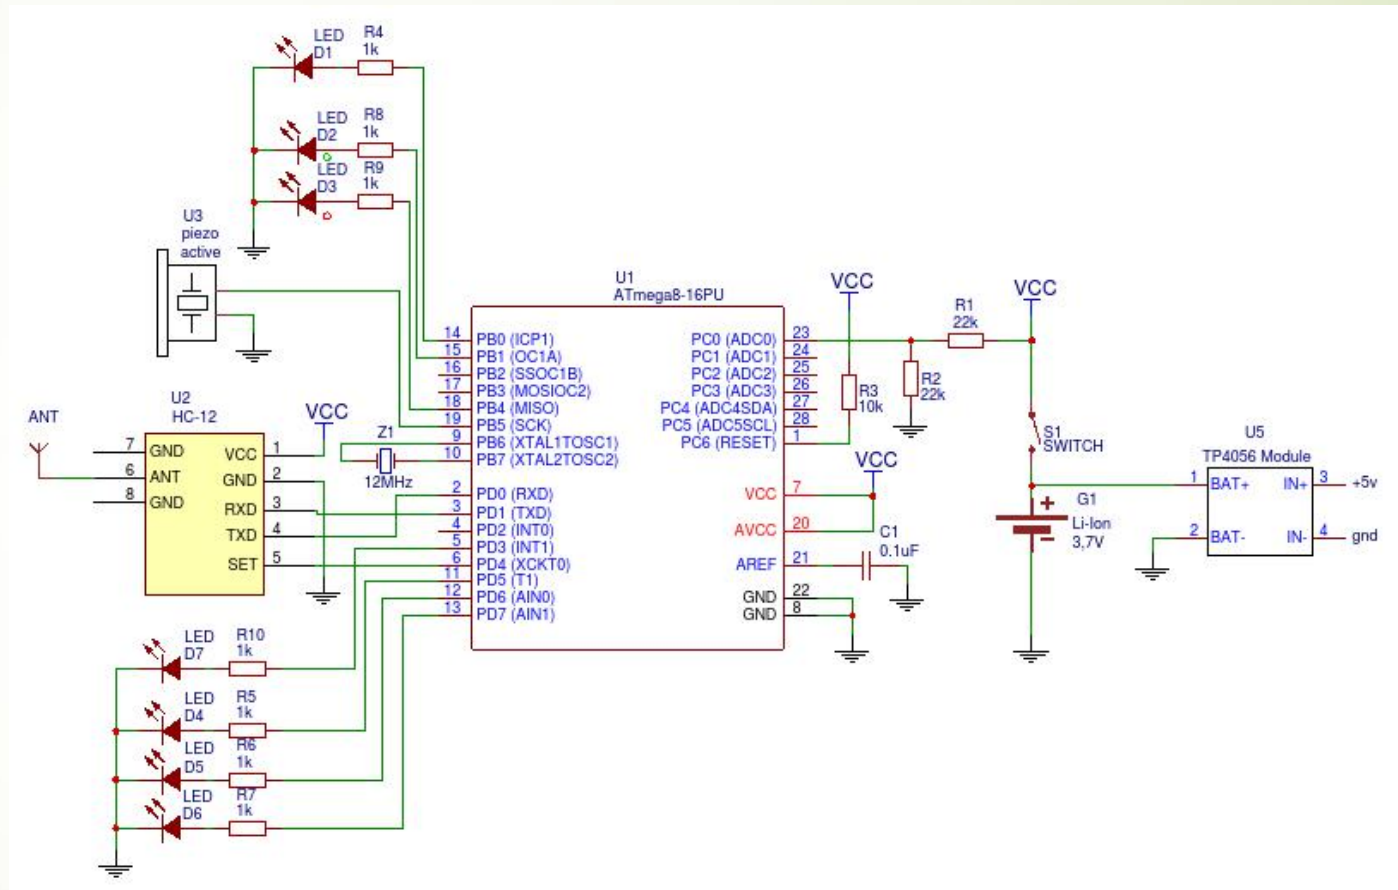 LED
D1
R4
1k
LED
D2
R8
1k
LED
D3
R9
1k
U3
piezo
active
U1
ATmega8-16PU
14 PB0 (ICP1)
15 PB1 (OC1A)
16 PB2 (SSOC1B)
17 PB3 (MOSIOC2)
18 PB4 (MISO)
19 PB5 (SCK)
9 PB6 (XTAL1TOSC1)
10 PB7 (XTAL2TOSC2)
2 PD0 (RXD)
3 PD1 (TXD)
4 PD2 (INT0)
5 PD3 (INT1)
6 PD4 (XCKT0)
11 PD5 (T1)
12 PD6 (AIN0)
13 PD7 (AIN1)
PC0 (ADC0) 23
PC1 (ADC1) 24
PC2 (ADC2) 25
PC3 (ADC3) 26
PC4 (ADC4SDA) 27
PC5 (ADC5SCL) 28
PC6 (RESET) 1
VCC 7
AVCC 20
AREF 21
GND 22
GND 8
VCC
R3
10k
R1
22k
VCC
R2
22k
S1
SWITCH
VCC
C1
0.1uF
G1
+
Li-Ion
3,7V
-
U5
TP4056 Module
1 BAT+ IN+ 3 +5v
2 BAT- IN- 4 gnd
ANT
U2
HC-12
VCC
7 GND
6 ANT
8 GND
VCC 1
GND 2
RXD 3
TXD 4
SET 5
Z1
12MHz
LED
D7
R10
1k
LED
D4
R5
1k
LED
D5
R6
1k
LED
D6
R7
1k